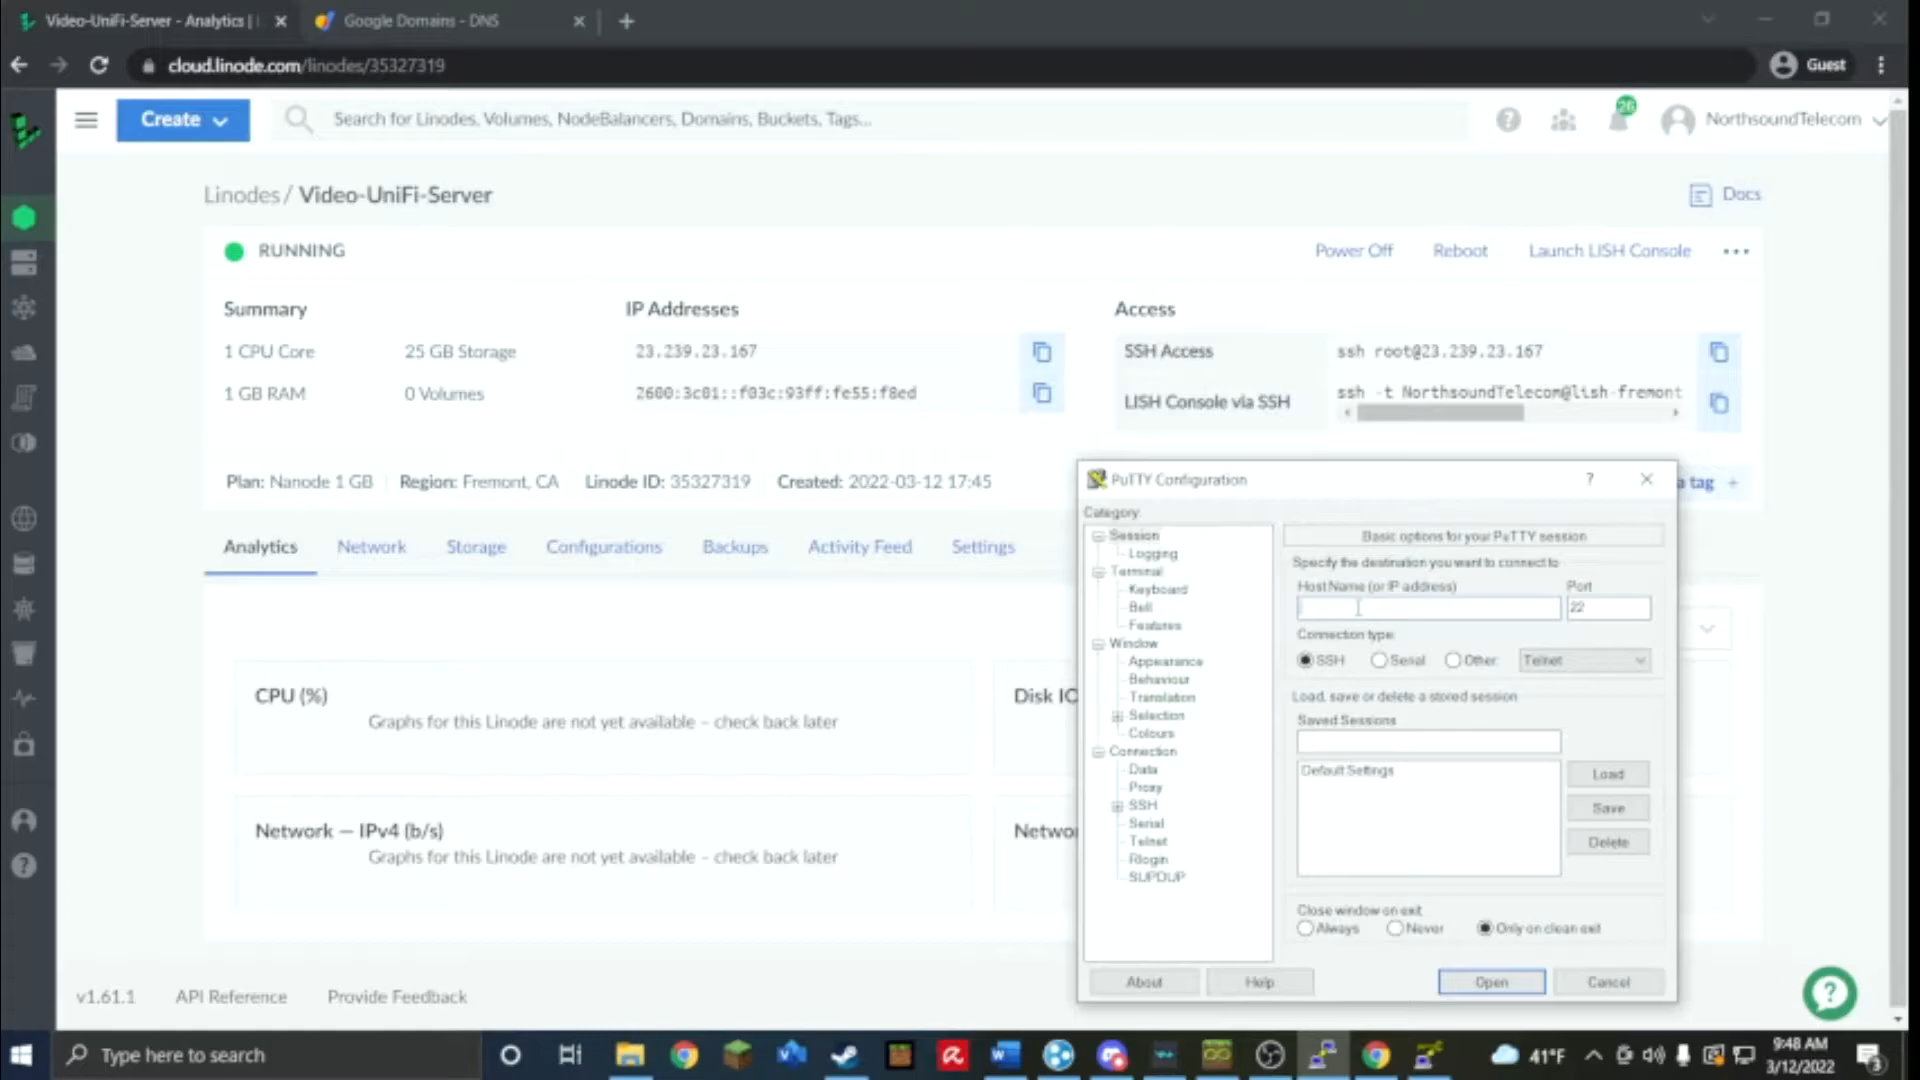 Video-UniFi-Server - Analytics |
Google Domains - DNS
cloud.linode.com/linodes/35327319
Guest
Create
Search for Linodes, Volumes, NodeBalancers, Domains, Buckets, Tags...
26
NorthsoundTelecom
Linodes / Video-UniFi-Server
Docs
RUNNING
Power Off
Reboot
Launch LISH Console
Summary
IP Addresses
Access
1 CPU Core
25 GB Storage
23.239.23.167
SSH Access
ssh root@23.239.23.167
1 GB RAM
0 Volumes
2600:3c01::f03c:93ff:fe55:f8ed
LISH Console via SSH
ssh -t NorthsoundTelecom@lish-fremont
Plan: Nanode 1 GB
Region: Fremont, CA
Linode ID: 35327319
Created: 2022-03-12 17:45
a tag +
Analytics
Network
Storage
Configurations
Backups
Activity Feed
Settings
CPU (%)
Graphs for this Linode are not yet available – check back later
Disk IO
Network — IPv4 (b/s)
Graphs for this Linode are not yet available – check back later
Netwo
PuTTY Configuration
?
Category:
Session
Logging
Terminal
Keyboard
Bell
Features
Window
Appearance
Behaviour
Translation
Selection
Colours
Connection
Data
Proxy
SSH
Serial
Telnet
Rlogin
SUPDUP
Basic options for your PuTTY session
Specify the destination you want to connect to
Host Name (or IP address)
Port
22
Connection type:
SSH
Serial
Other:
Telnet
Load, save or delete a stored session
Saved Sessions
Default Settings
Load
Save
Delete
Close window on exit:
Always
Never
Only on clean exit
About
Help
Open
Cancel
v1.61.1
API Reference
Provide Feedback
Type here to search
41°F
9:48 AM
3/12/2022
3